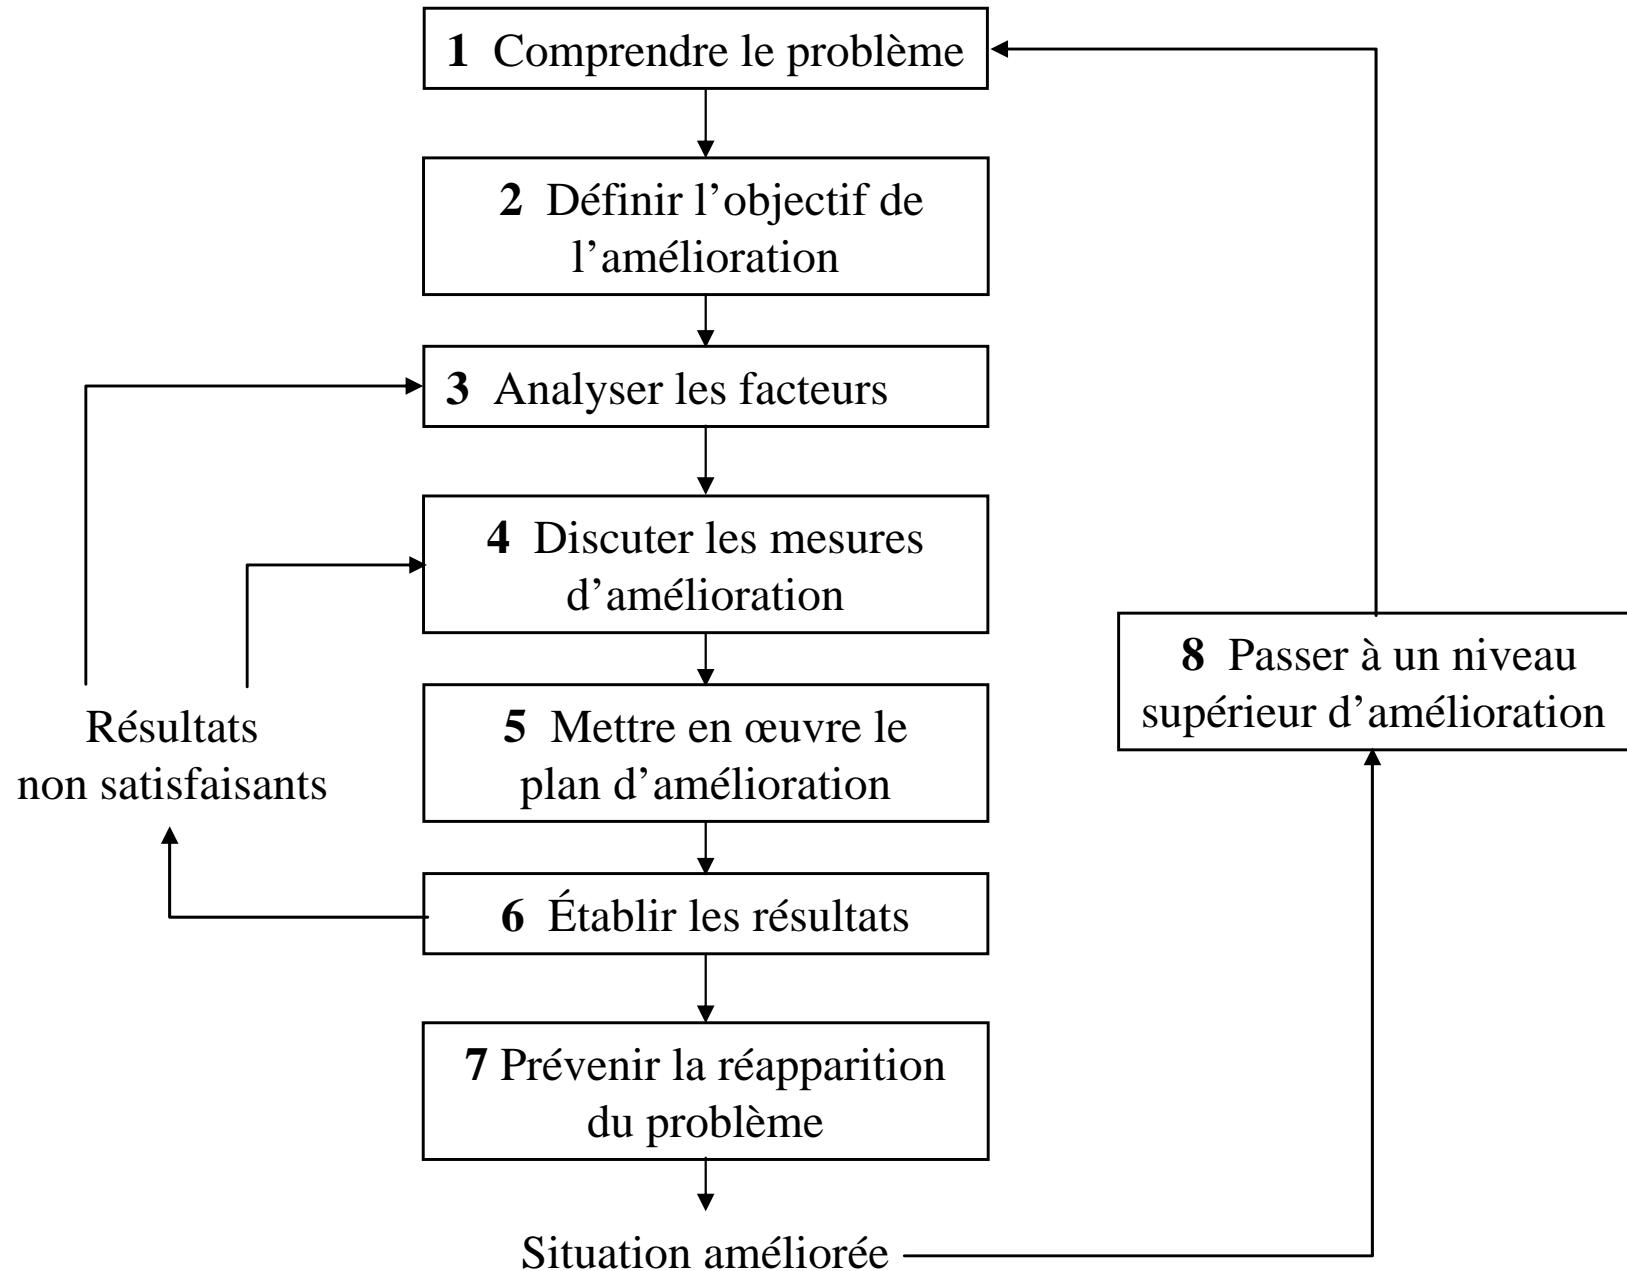 1 Comprendre le problème
2 Définir l’objectif de
l’amélioration
3 Analyser les facteurs
4 Discuter les mesures
d’amélioration
Résultats
non satisfaisants
5 Mettre en œuvre le
plan d’amélioration
6 Établir les résultats
7 Prévenir la réapparition
du problème
Situation améliorée
8 Passer à un niveau
supérieur d’amélioration